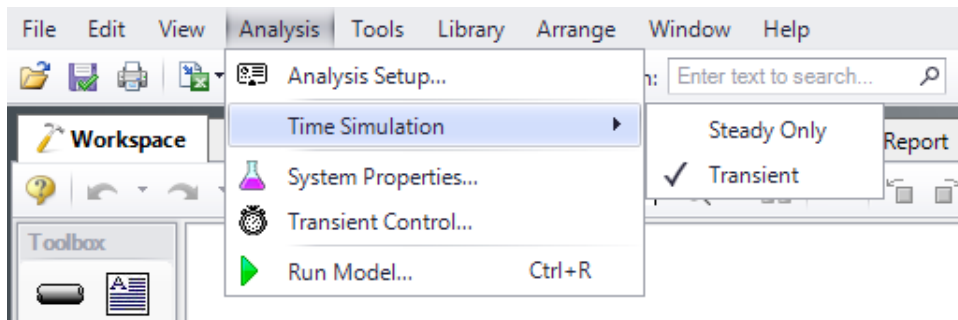 File Edit View Analysis Tools Library Arrange Window Help
Analysis Setup...
n: Enter text to search...
Time Simulation
Steady Only
Workspace
Report
System Properties...
Transient
Transient Control...
Toolbox
Run Model... Ctrl+R